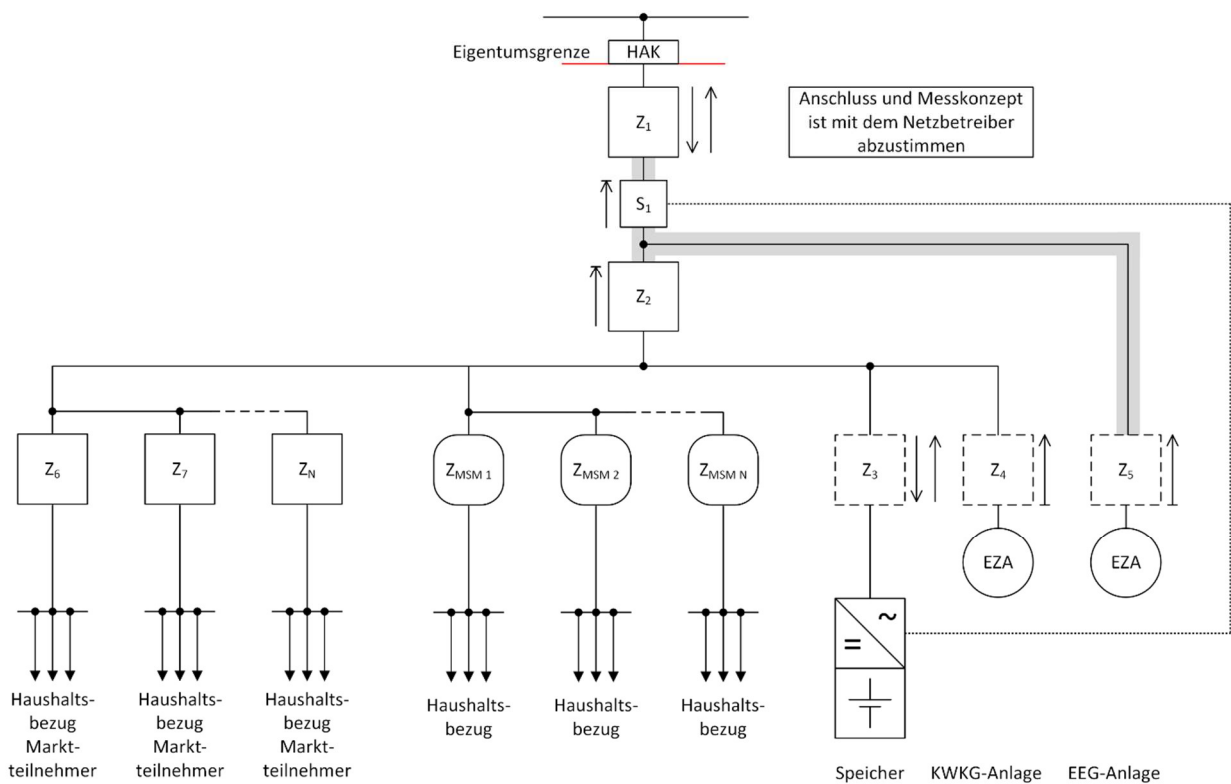 Eigentumsgrenze
HAK
Z1
Anschluss und Messkonzept
ist mit dem Netzbetreiber
abzustimmen
S1
Z2
Z6
Z7
ZN
ZMSM 1
ZMSM 2
ZMSM N
Z3
Z4
Z5
EZA
EZA
~
=
Haushalts-
bezug
Markt-
teilnehmer
Haushalts-
bezug
Markt-
teilnehmer
Haushalts-
bezug
Markt-
teilnehmer
Haushalts-
bezug
Haushalts-
bezug
Haushalts-
bezug
Speicher
KWKG-Anlage
EEG-Anlage